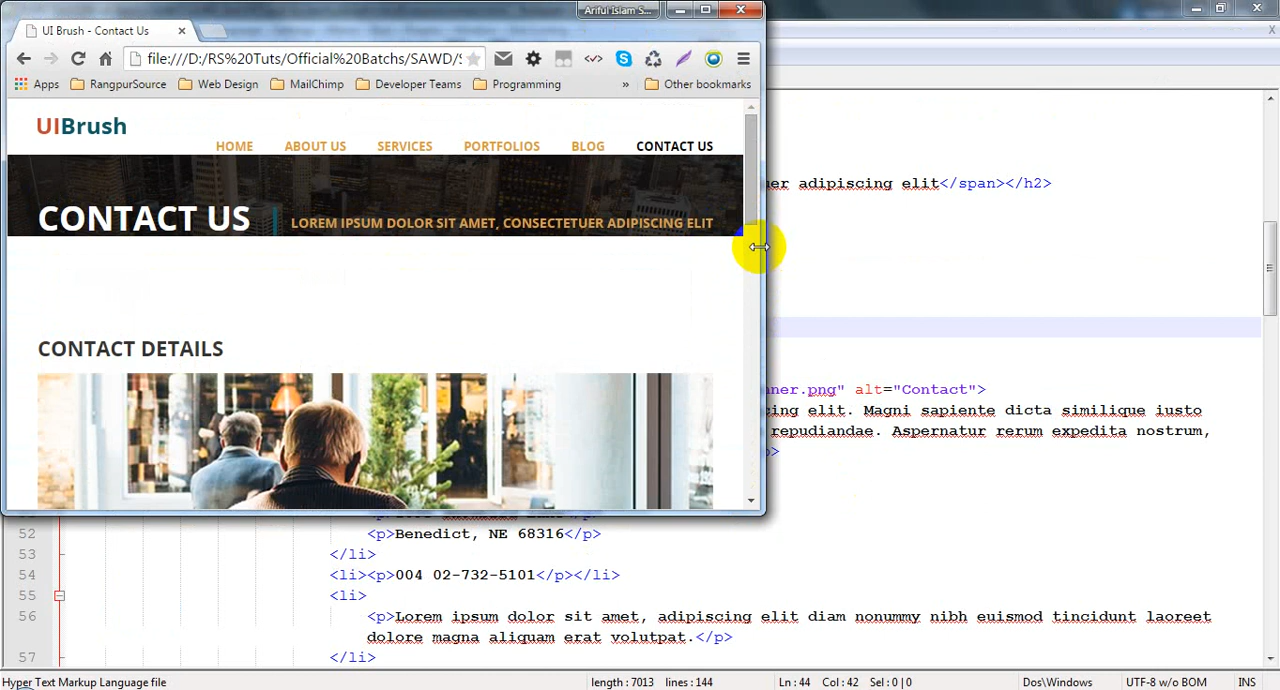 Ariful Islam S...
UI Brush - Contact Us
file:///D:/RS%20Tuts/Official%20Batchs/SAWD/S
Apps RangpurSource Web Design MailChimp Developer Teams Programming » Other bookmarks
UIBrush
HOME ABOUT US SERVICES PORTFOLIOS BLOG CONTACT US
CONTACT US LOREM IPSUM DOLOR SIT AMET, CONSECTETUER ADIPISCING ELIT
adipiscing elit</span></h2>
CONTACT DETAILS
nner.png" alt="Contact">
cing elit. Magni sapiente dicta similique iusto
repudiandae. Aspernatur rerum expedita nostrum,
52 <p>Benedict, NE 68316</p>
53 </li>
54 <li><p>004 02-732-5101</p></li>
55 <li>
56 <p>Lorem ipsum dolor sit amet, adipiscing elit diam nonummy nibh euismod tincidunt laoreet
dolore magna aliquam erat volutpat.</p>
57 </li>
Hyper Text Markup Language file length : 7013 lines : 144 Ln : 44 Col : 42 Sel : 0 | 0 Dos\Windows UTF-8 w/o BOM INS